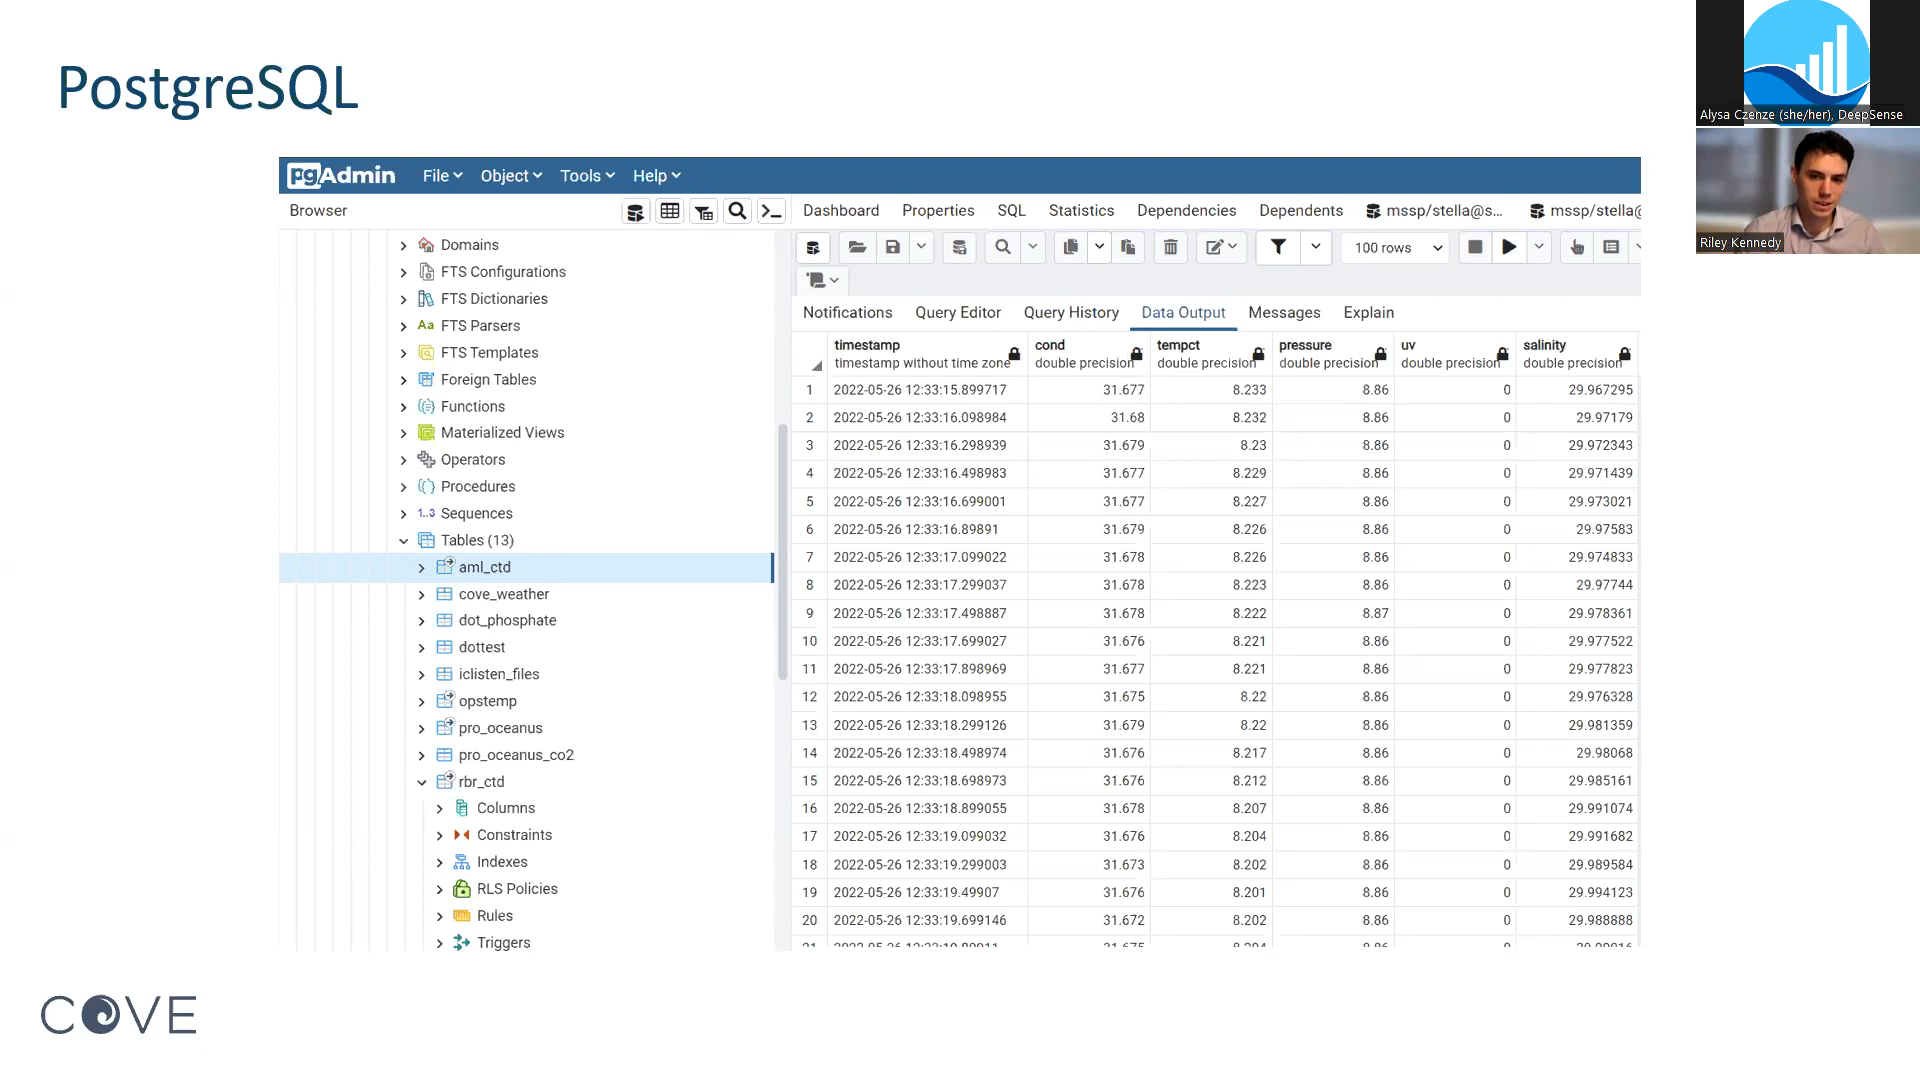 PostgreSQL
Alysa Czenze (she/her), DeepSense
Riley Kennedy
pgAdmin File Object Tools Help
Browser
Dashboard Properties SQL Statistics Dependencies Dependents mssp/stella@s... mssp/stella@
100 rows
Domains
FTS Configurations
FTS Dictionaries
Aa FTS Parsers
FTS Templates
Foreign Tables
Functions
Materialized Views
Operators
Procedures
1..3 Sequences
Tables (13)
aml_ctd
cove_weather
dot_phosphate
dottest
iclisten_files
opstemp
pro_oceanus
pro_oceanus_co2
rbr_ctd
Columns
Constraints
Indexes
RLS Policies
Rules
Triggers
Notifications Query Editor Query History Data Output Messages Explain
timestamp cond tempct pressure uv salinity
timestamp without time zone double precision double precision double precision double precision double precision
1 2022-05-26 12:33:15.899717 31.677 8.233 8.86 0 29.967295
2 2022-05-26 12:33:16.098984 31.68 8.232 8.86 0 29.97179
3 2022-05-26 12:33:16.298939 31.679 8.23 8.86 0 29.972343
4 2022-05-26 12:33:16.498983 31.677 8.229 8.86 0 29.971439
5 2022-05-26 12:33:16.699001 31.677 8.227 8.86 0 29.973021
6 2022-05-26 12:33:16.89891 31.679 8.226 8.86 0 29.97583
7 2022-05-26 12:33:17.099022 31.678 8.226 8.86 0 29.974833
8 2022-05-26 12:33:17.299037 31.678 8.223 8.86 0 29.97744
9 2022-05-26 12:33:17.498887 31.678 8.222 8.87 0 29.978361
10 2022-05-26 12:33:17.699027 31.676 8.221 8.86 0 29.977522
11 2022-05-26 12:33:17.898969 31.677 8.221 8.86 0 29.977823
12 2022-05-26 12:33:18.098955 31.675 8.22 8.86 0 29.976328
13 2022-05-26 12:33:18.299126 31.679 8.22 8.86 0 29.981359
14 2022-05-26 12:33:18.498974 31.676 8.217 8.86 0 29.98068
15 2022-05-26 12:33:18.698973 31.676 8.212 8.86 0 29.985161
16 2022-05-26 12:33:18.899055 31.678 8.207 8.86 0 29.991074
17 2022-05-26 12:33:19.099032 31.676 8.204 8.86 0 29.991682
18 2022-05-26 12:33:19.299003 31.673 8.202 8.86 0 29.989584
19 2022-05-26 12:33:19.49907 31.676 8.201 8.86 0 29.994123
20 2022-05-26 12:33:19.699146 31.672 8.202 8.86 0 29.988888
COVE